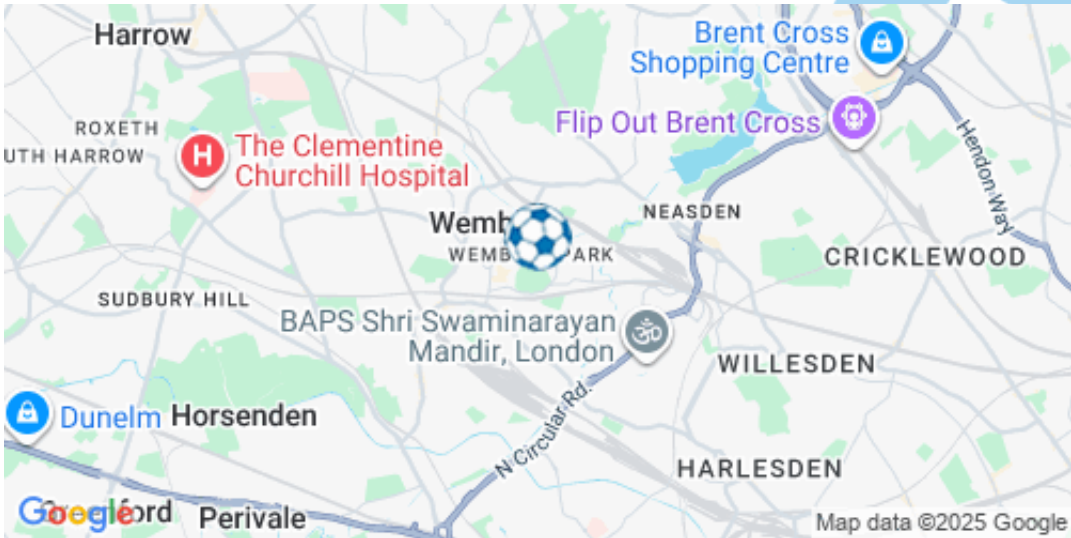 Harrow
Brent Cross
Shopping Centre
ROXETH
Flip Out Brent Cross
UTH HARROW
The Clementine
Churchill Hospital
H
Hendon Way
Wemb
NEASDEN
WEMB PARK
CRICKLEWOOD
SUDBURY HILL
BAPS Shri Swaminarayan
Mandir, London
ॐ
WILLESDEN
Dunelm
Horsenden
N Circular Rd.
HARLESDEN
Google
ord
Perivale
Map data ©2025 Google